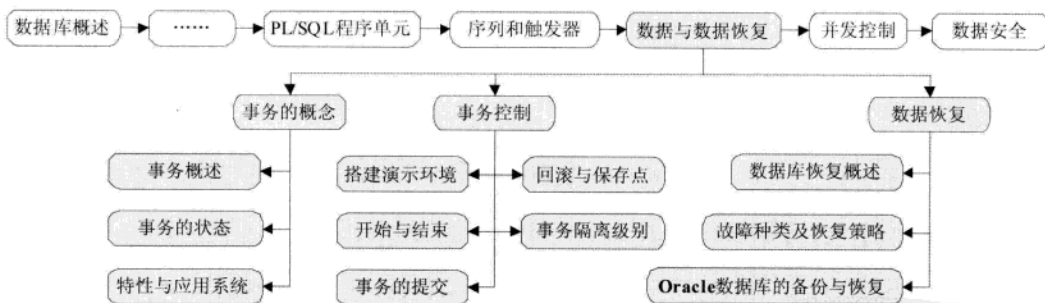 数据库概述 …… PL/SQL程序单元 序列和触发器 数据与数据恢复 并发控制 数据安全
事务的概念 事务控制 数据恢复
事务概述 搭建演示环境 回滚与保存点 数据库恢复概述
事务的状态 开始与结束 事务隔离级别 故障种类及恢复策略
特性与应用系统 事务的提交 Oracle数据库的备份与恢复